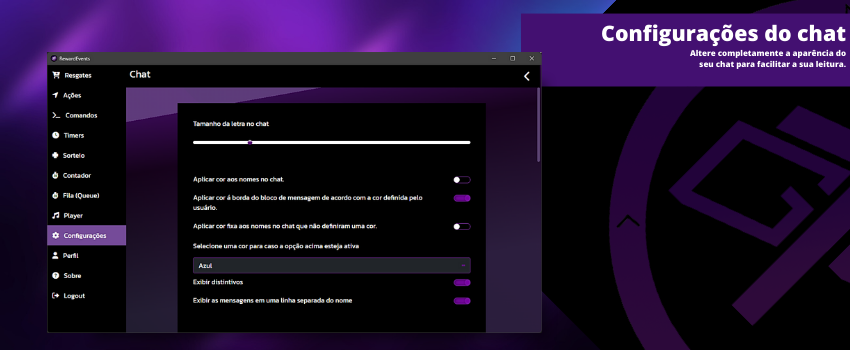 Configurações do chat
Altere completamente a aparência do
seu chat para facilitar a sua leitura.
RewardEvents
Resgates
Ações
Comandos
Timers
Sorteio
Contador
Fila (Queue)
Player
Configurações
Perfil
Sobre
Logout
Chat
Tamanho da letra no chat
Aplicar cor aos nomes no chat.
Aplicar cor á borda do bloco de mensagem de acordo com a cor definida pelo
usuário.
Aplicar cor fixa aos nomes no chat que não definiram uma cor.
Selecione uma cor para caso a opção acima esteja ativa
Azul
Exibir distintivos
Exibir as mensagens em uma linha separada do nome